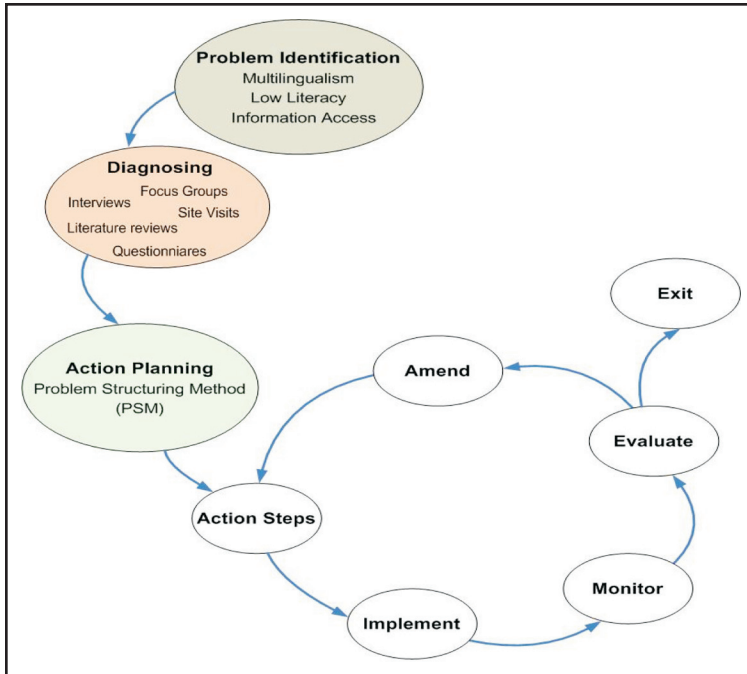 Problem Identification
Multilingualism
Low Literacy
Information Access
Diagnosing
Focus Groups
Interviews
Site Visits
Literature reviews
Questionniares
Action Planning
Problem Structuring Method
(PSM)
Action Steps
Implement
Monitor
Evaluate
Exit
Amend